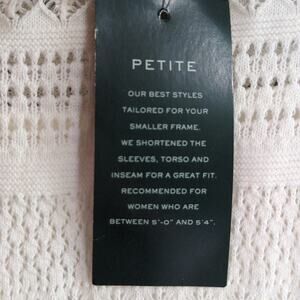 PETITE
OUR BEST STYLES
TAILORED FOR YOUR
SMALLER FRAME.
WE SHORTENED THE
SLEEVES, TORSO AND
INSEAM FOR A GREAT FIT.
RECOMMENDED FOR
WOMEN WHO ARE
BETWEEN 5'-0" AND 5'4".